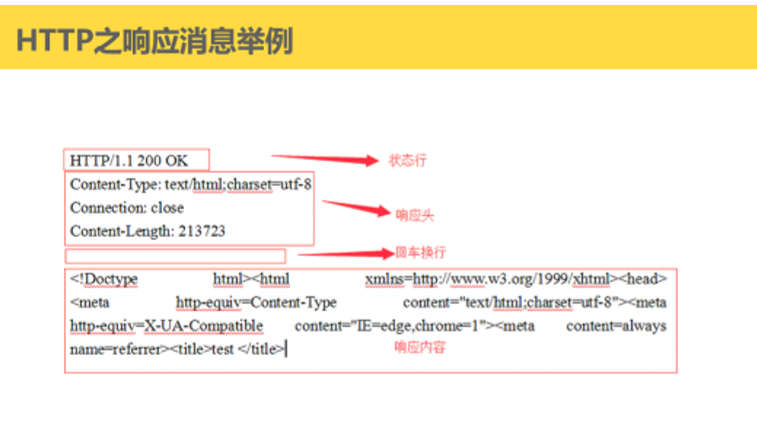 HTTP之响应消息举例
HTTP/1.1 200 OK
状态行
Content-Type: text/html;charset=utf-8
Connection: close
响应头
Content-Length: 213723
回车换行
<!Doctype html><html xmlns=http://www.w3.org/1999/xhtml><head>
<meta http-equiv=Content-Type content="text/html;charset=utf-8"><meta
http-equiv=X-UA-Compatible content="IE=edge,chrome=1"><meta content=always
name=referrer><title>test </title>
响应内容